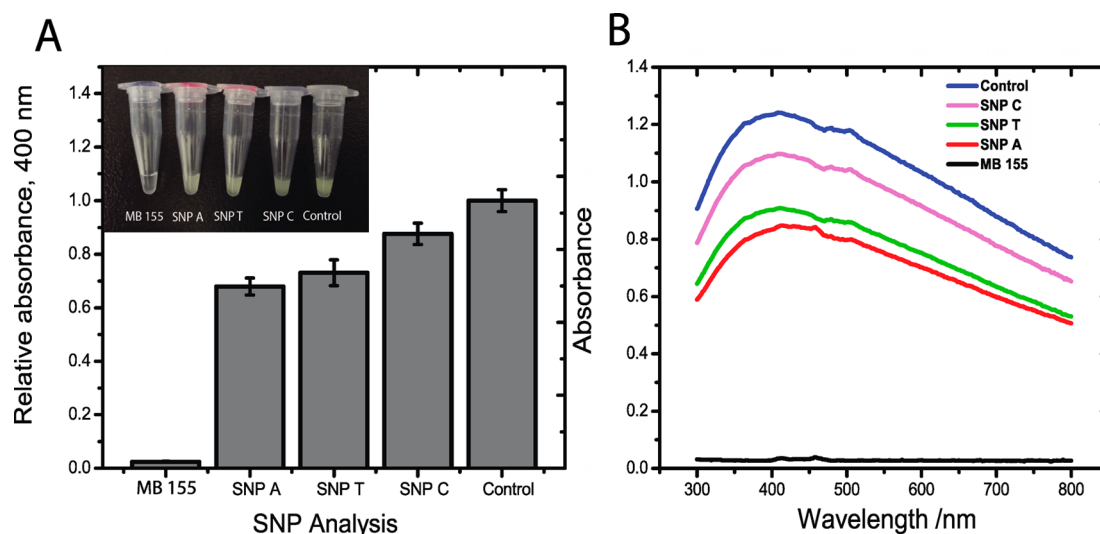 A
Relative absorbance, 400 nm
1.4
1.2
1.0
0.8
0.6
0.4
0.2
0.0
MB 155 SNP A SNP T SNP C Control
MB 155 SNP A SNP T SNP C Control
SNP Analysis
B
Absorbance
1.4
1.2
1.0
0.8
0.6
0.4
0.2
0.0
Control
SNP C
SNP T
SNP A
MB 155
300 400 500 600 700 800
Wavelength /nm